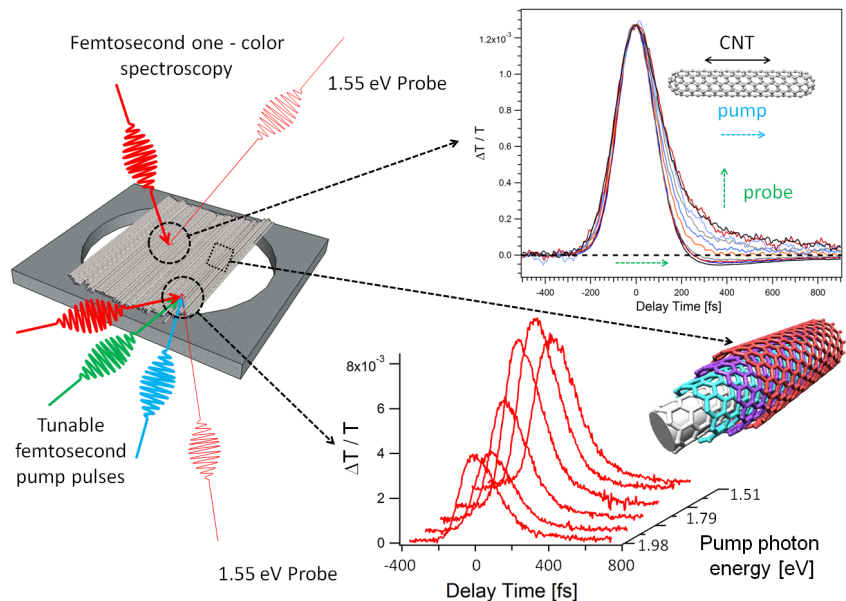 Femtosecond one - color
spectroscopy
1.55 eV Probe
1.2x10⁻³
1.0
0.8
0.6
0.4
0.2
0.0
ΔT / T
-400
-200
0
200
400
600
800
Delay Time [fs]
CNT
pump
probe
Tunable
femtosecond
pump pulses
1.55 eV Probe
8x10⁻³
6
4
2
0
ΔT / T
-400
0
400
800
Delay Time [fs]
1.51
1.79
1.98
Pump photon
energy [eV]